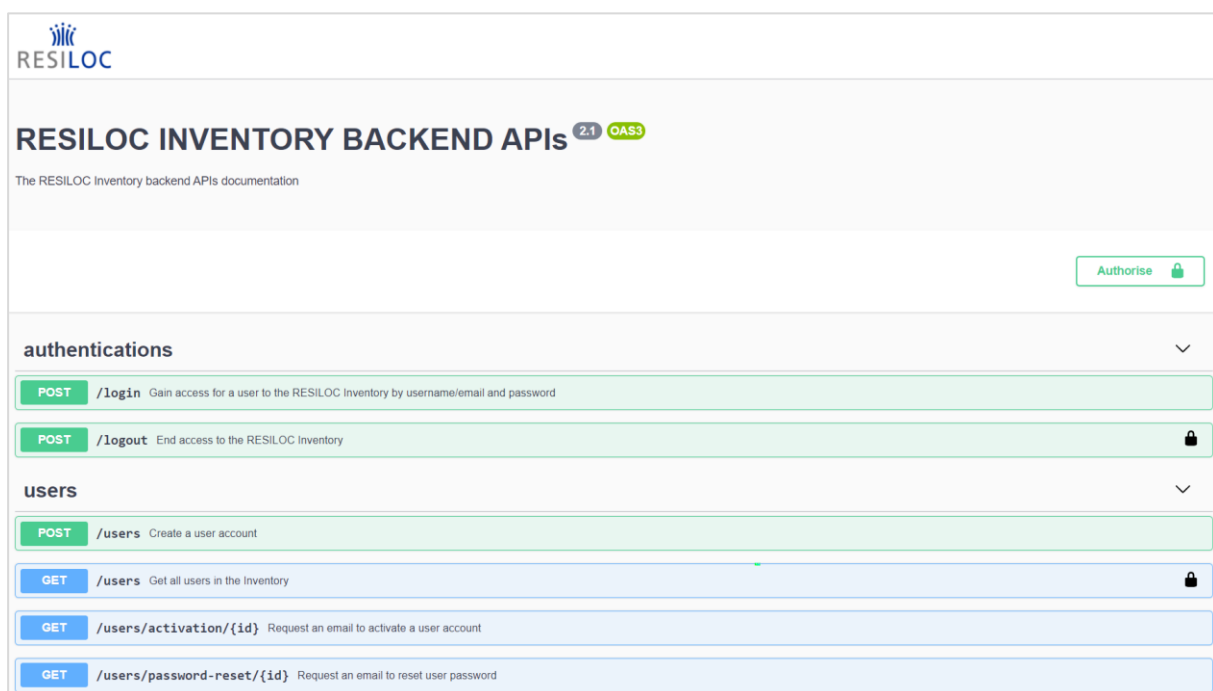 RESILOC
RESILOC INVENTORY BACKEND APIs 2.1 OAS3
The RESILOC Inventory backend APIs documentation
Authorise
authentications
POST /login Gain access for a user to the RESILOC Inventory by username/email and password
POST /logout End access to the RESILOC Inventory
users
POST /users Create a user account
GET /users Get all users in the Inventory
GET /users/activation/{id} Request an email to activate a user account
GET /users/password-reset/{id} Request an email to reset user password